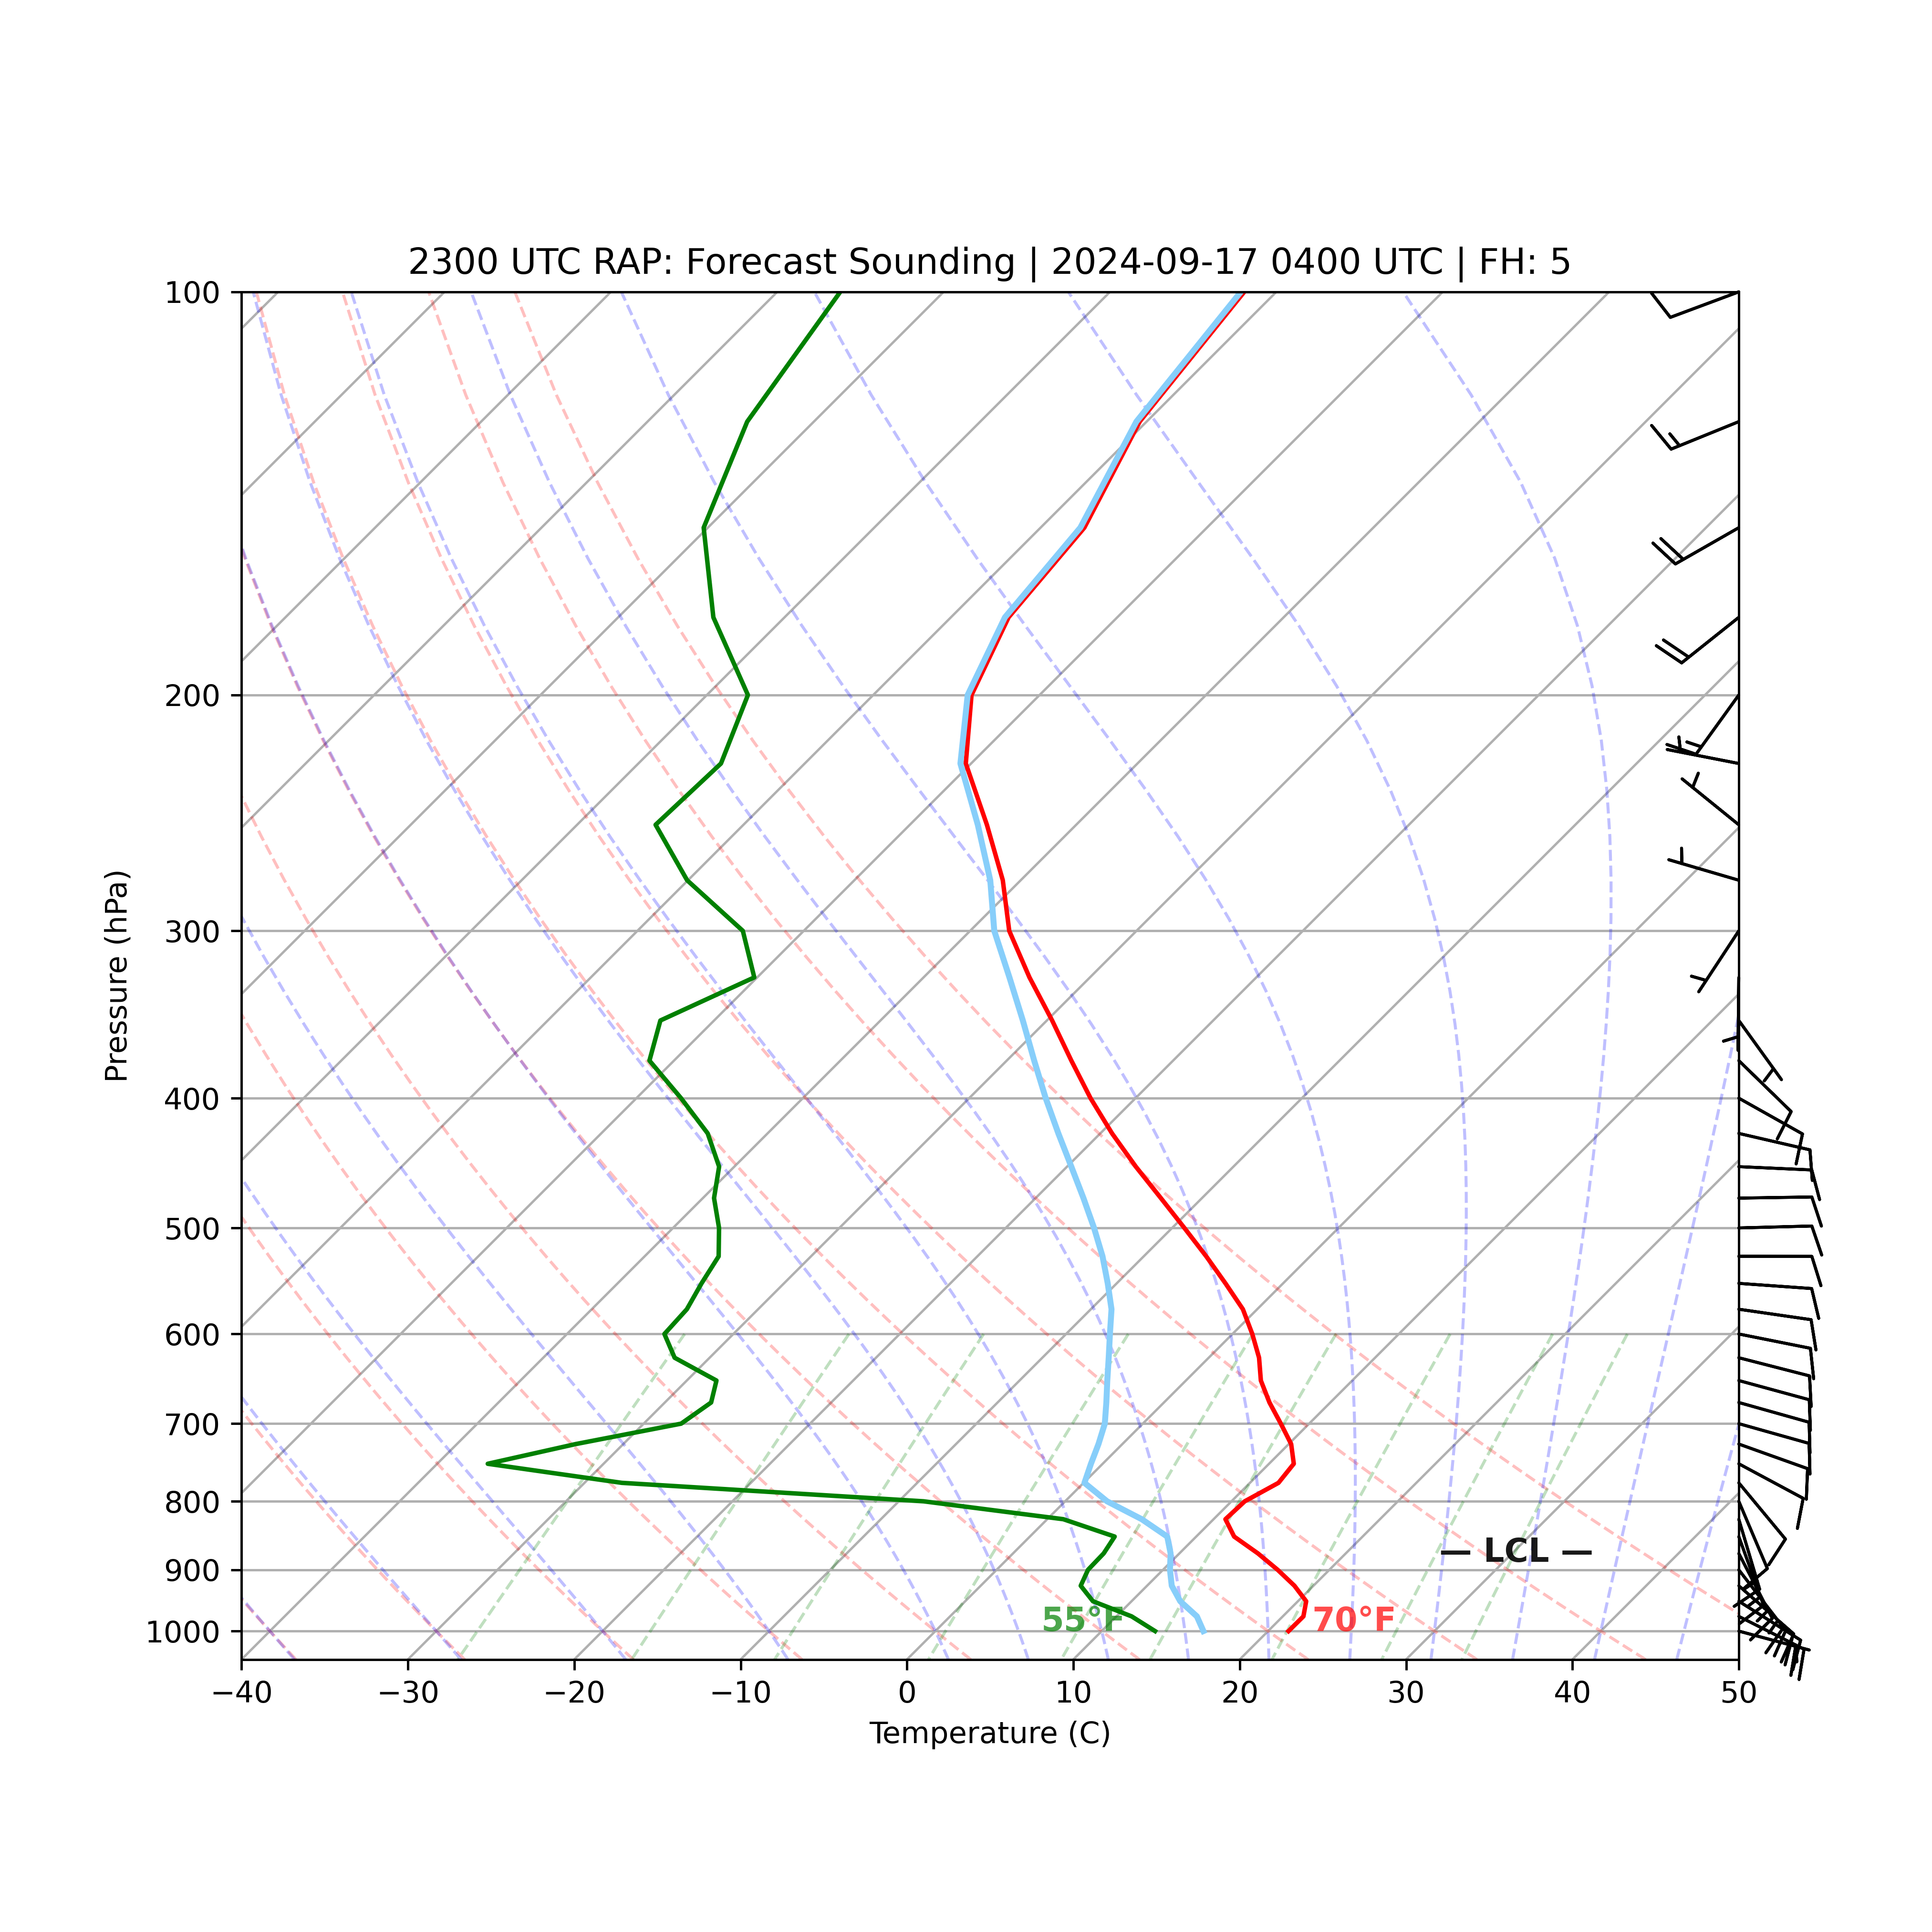 2300 UTC RAP: Forecast Sounding | 2024-09-17 0400 UTC | FH: 5
100
200
300
400
500
600
700
800
900
1000
Pressure (hPa)
— LCL —
55°F
70°F
−40 −30 −20 −10 0 10 20 30 40 50
Temperature (C)